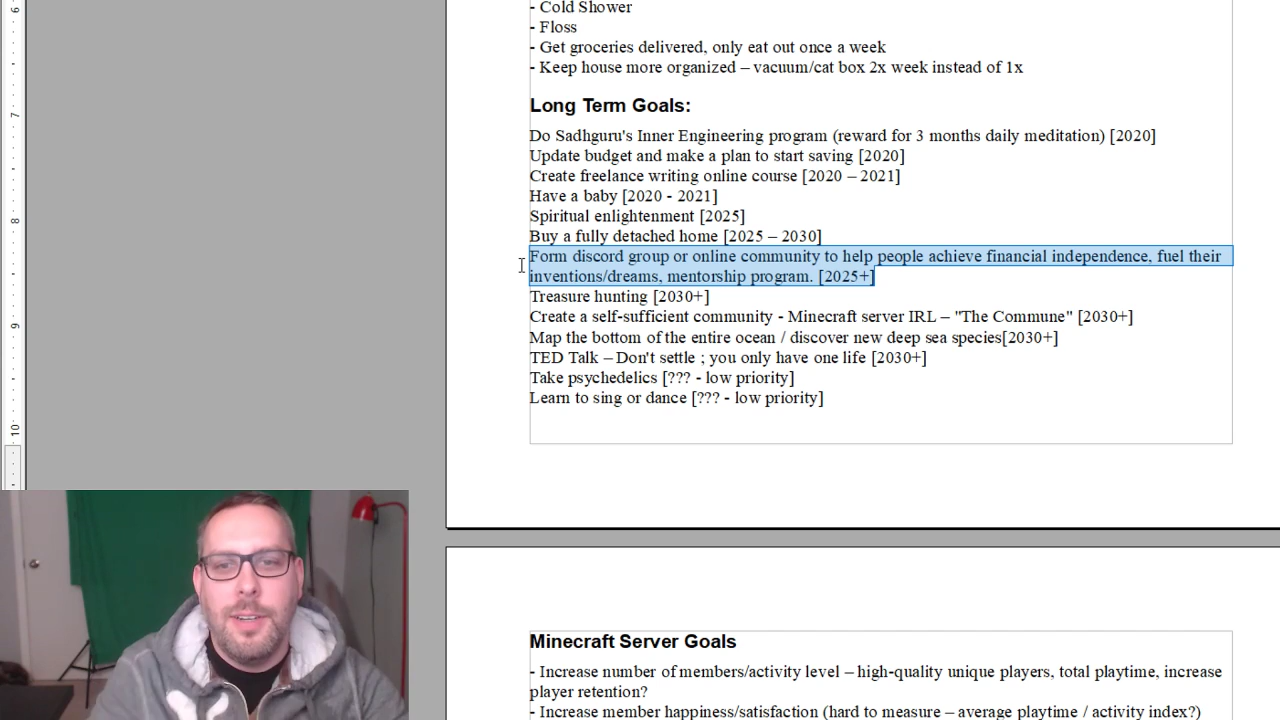 6
- Cold Shower
- Floss
- Get groceries delivered, only eat out once a week
- Keep house more organized – vacuum/cat box 2x week instead of 1x
7
Long Term Goals:
Do Sadhguru's Inner Engineering program (reward for 3 months daily meditation) [2020]
Update budget and make a plan to start saving [2020]
Create freelance writing online course [2020 – 2021]
Have a baby [2020 - 2021]
8
Spiritual enlightenment [2025]
Buy a fully detached home [2025 – 2030]
Form discord group or online community to help people achieve financial independence, fuel their
inventions/dreams, mentorship program. [2025+]
Treasure hunting [2030+]
9
Create a self-sufficient community - Minecraft server IRL – "The Commune" [2030+]
Map the bottom of the entire ocean / discover new deep sea species[2030+]
TED Talk – Don't settle ; you only have one life [2030+]
Take psychedelics [??? - low priority]
Learn to sing or dance [??? - low priority]
10
Minecraft Server Goals
- Increase number of members/activity level – high-quality unique players, total playtime, increase
player retention?
- Increase member happiness/satisfaction (hard to measure – average playtime / activity index?)